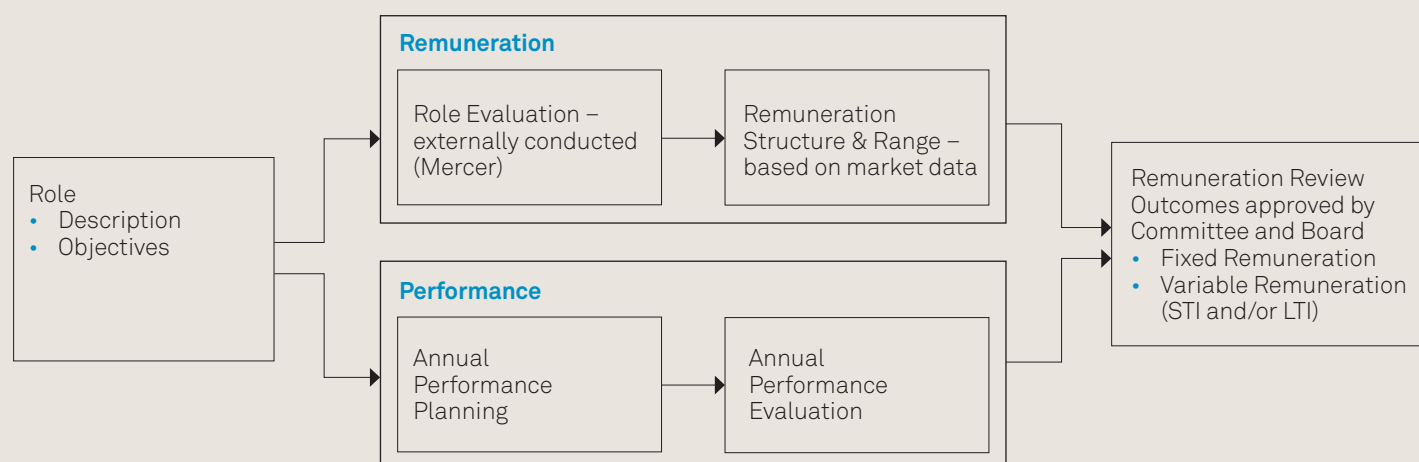 Role
• Description
• Objectives
Remuneration
Role Evaluation –
externally conducted
(Mercer)
Remuneration
Structure & Range –
based on market data
Performance
Annual
Performance
Planning
Annual
Performance
Evaluation
Remuneration Review
Outcomes approved by
Committee and Board
• Fixed Remuneration
• Variable Remuneration
(STI and/or LTI)